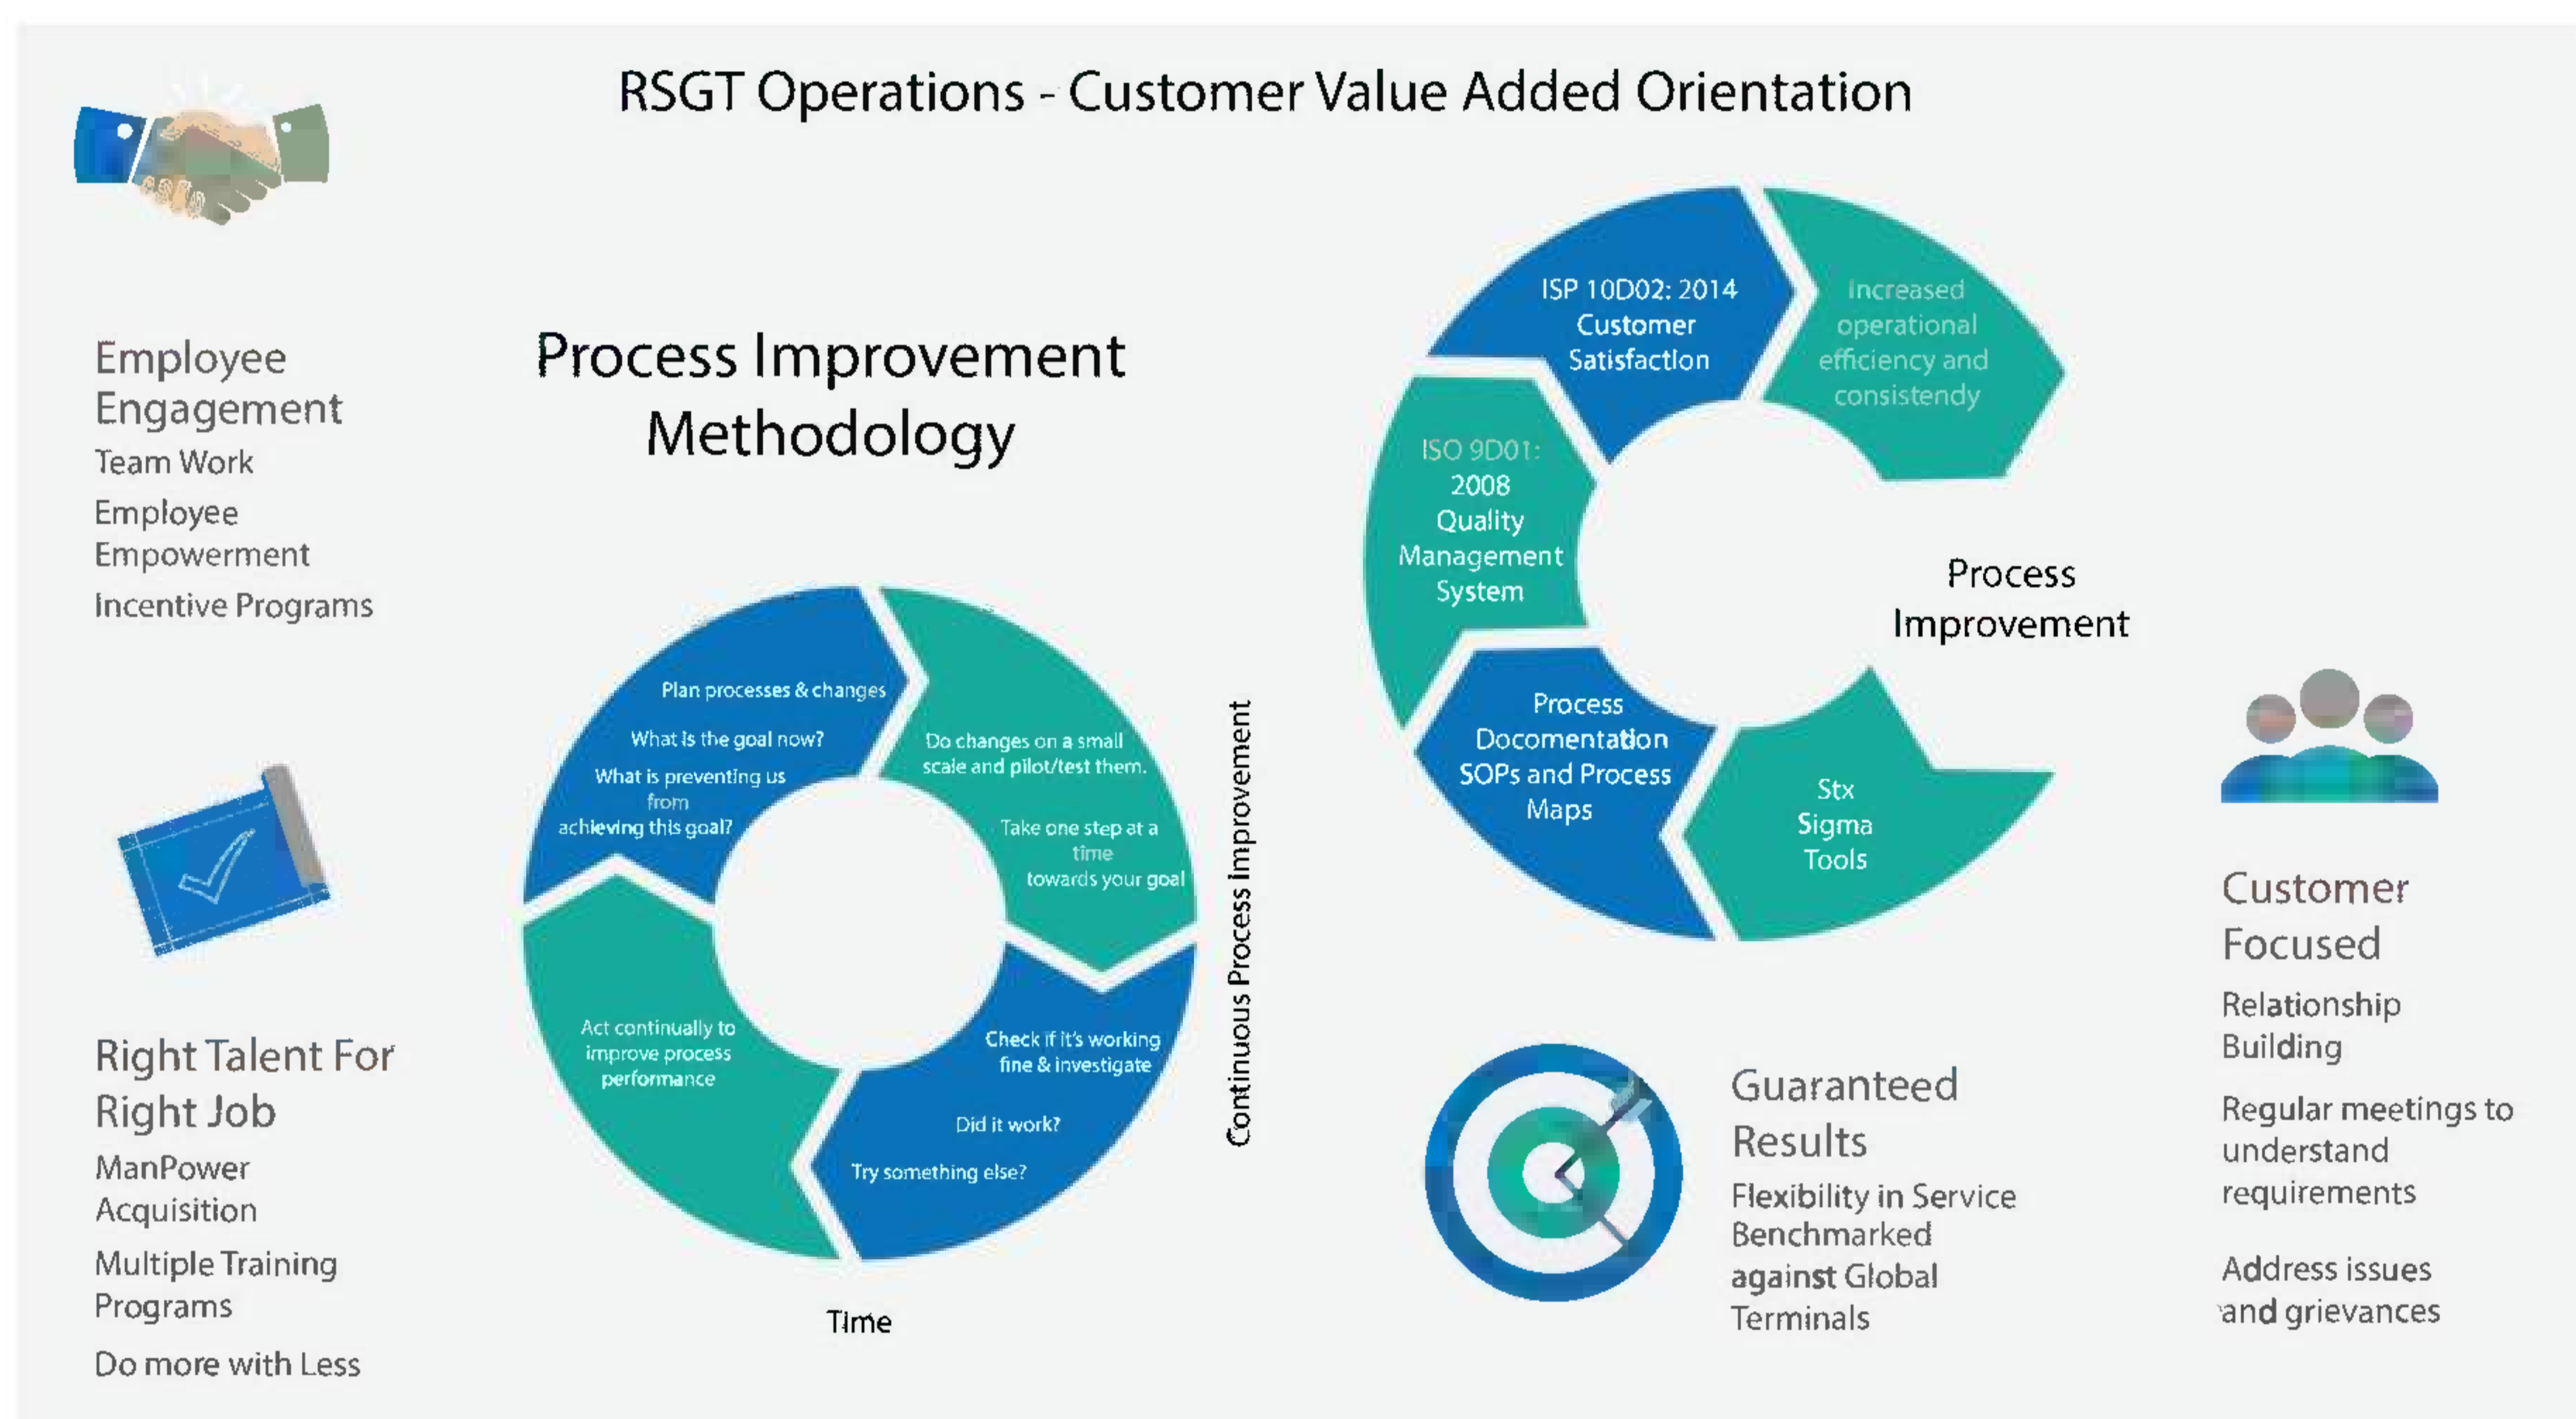 RSGT Operations - Customer Value Added Orientation
Employee
Engagement
Team Work
Employee
Empowerment
Incentive Programs
Right Talent For
Right Job
ManPower
Acquisition
Multiple Training
Programs
Do more with Less
Process Improvement
Methodology
Plan processes & changes
What is the goal now?
What is preventing us
from
achieving this goal?
Do changes on a small
scale and pilot/test them.
Take one step at a
time
towards your goal
Check if it's working
fine & investigate
Did it work?
Try something else?
Act continually to
improve process
performance
Time
Continuous Process Improvement
ISP 10D02: 2014
Customer
Satisfaction
Increased
operational
efficiency and
consistendy
ISO 9D01:
2008
Quality
Management
System
Process
Docomentation
SOPs and Process
Maps
Stx
Sigma
Tools
Process
Improvement
Guaranteed
Results
Flexibility in Service
Benchmarked
against Global
Terminals
Customer
Focused
Relationship
Building
Regular meetings to
understand
requirements
Address issues
and grievances